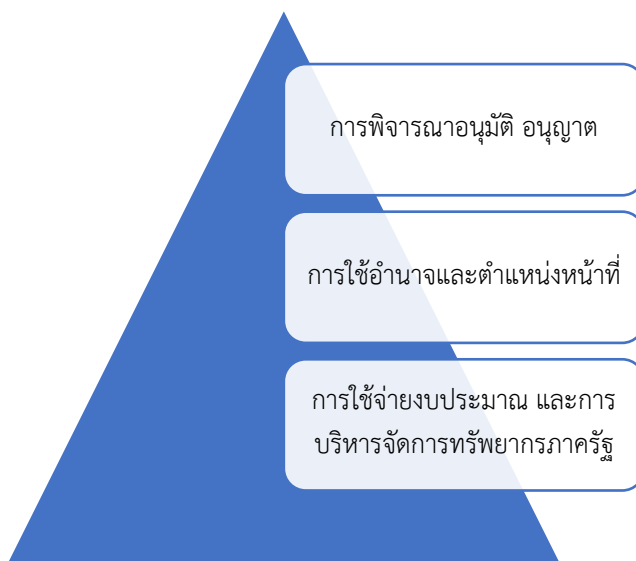 การพิจารณาอนุมัติ อนุญาต
การใช้อำนาจและตำแหน่งหน้าที่
การใช้จ่ายงบประมาณ และการ
บริหารจัดการทรัพยากรภาครัฐ